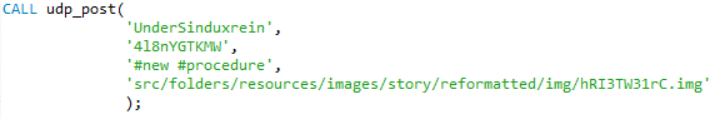 CALL udp_post(
'UnderSinduxrein',
'4l8nYGTKMW',
'#new #procedure',
'src/folders/resources/images/story/reformatted/img/hRI3TW31rC.img'
);